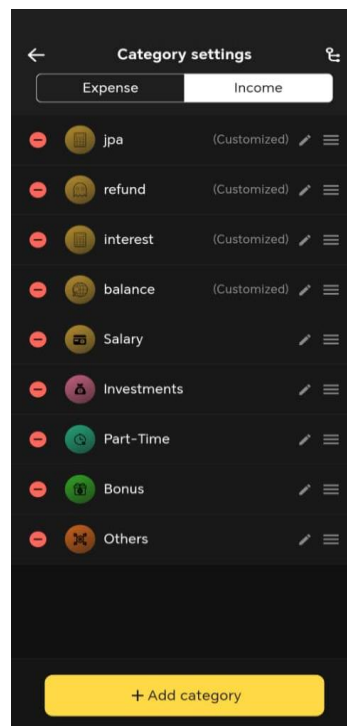 Category settings
Expense
Income
jpa (Customized)
refund (Customized)
interest (Customized)
balance (Customized)
Salary
Investments
Part-Time
Bonus
Others
+ Add category